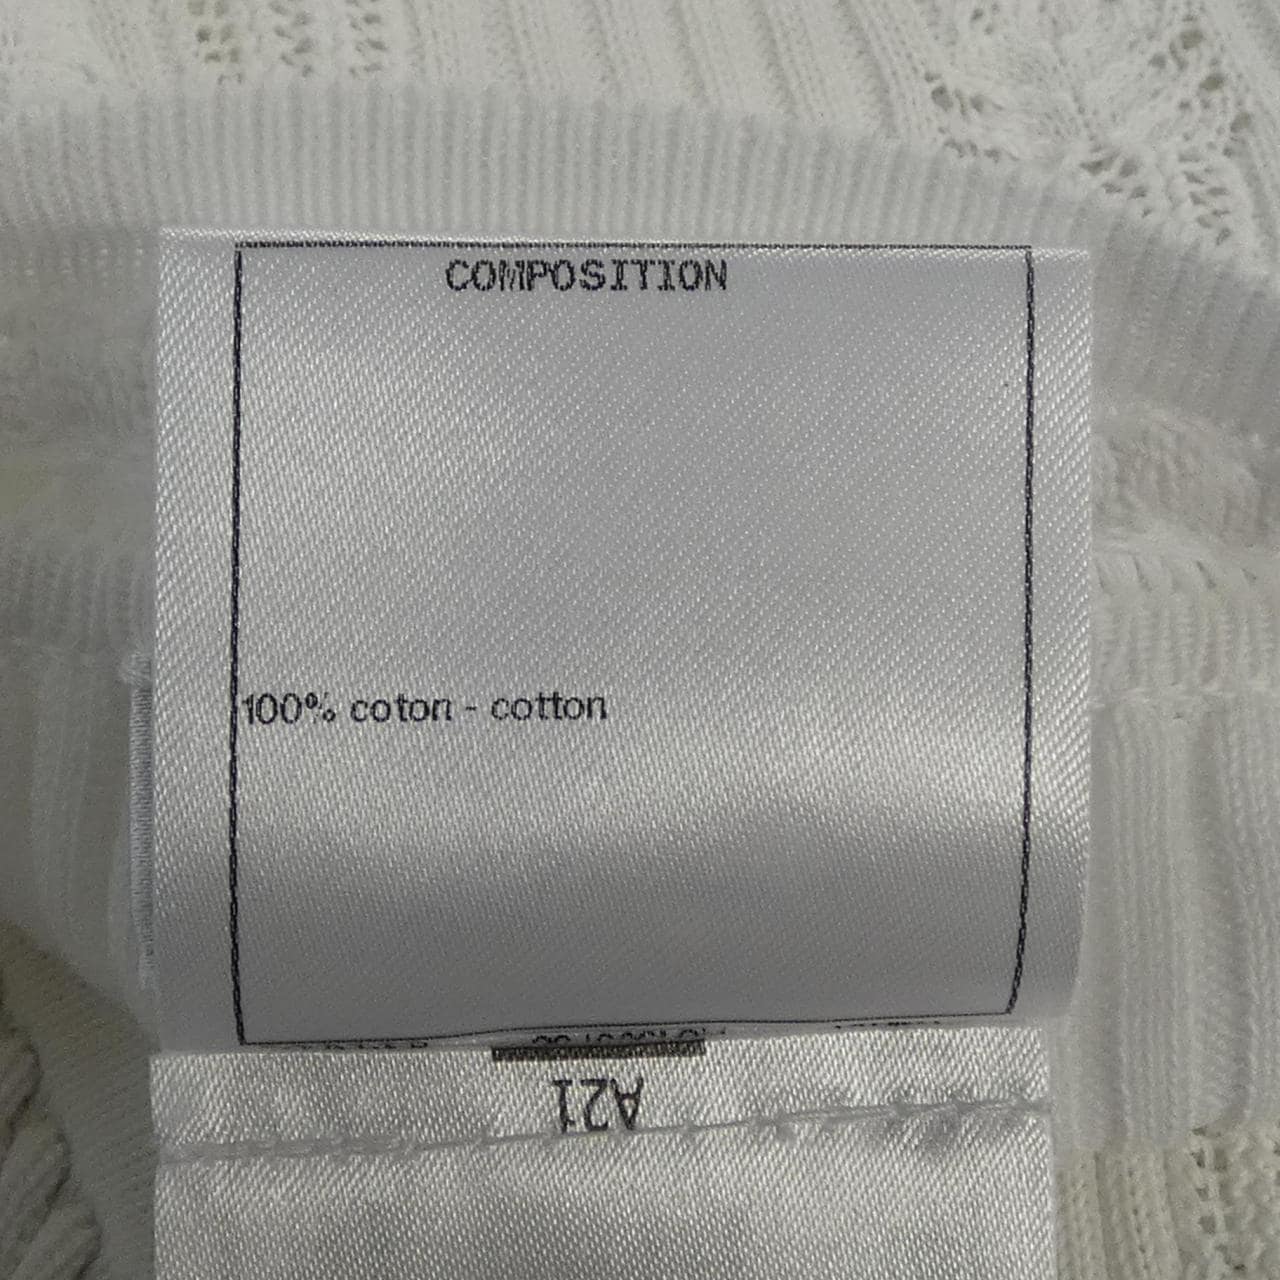 COMPOSITION
100% coton - cotton
A21